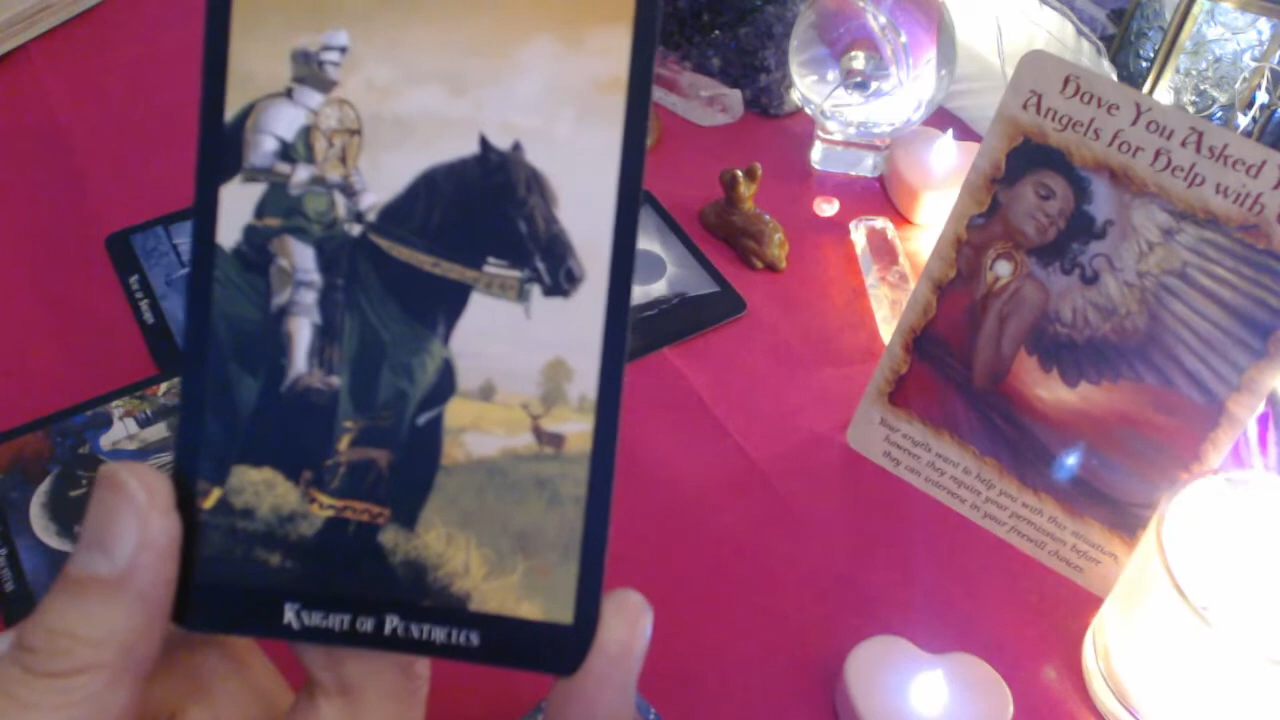 Knight of Pentacles
Have You Asked
Angels for Help with
Your angels want to help you with this situation,
however, they require your permission before
they can intervene in your freewill choices.